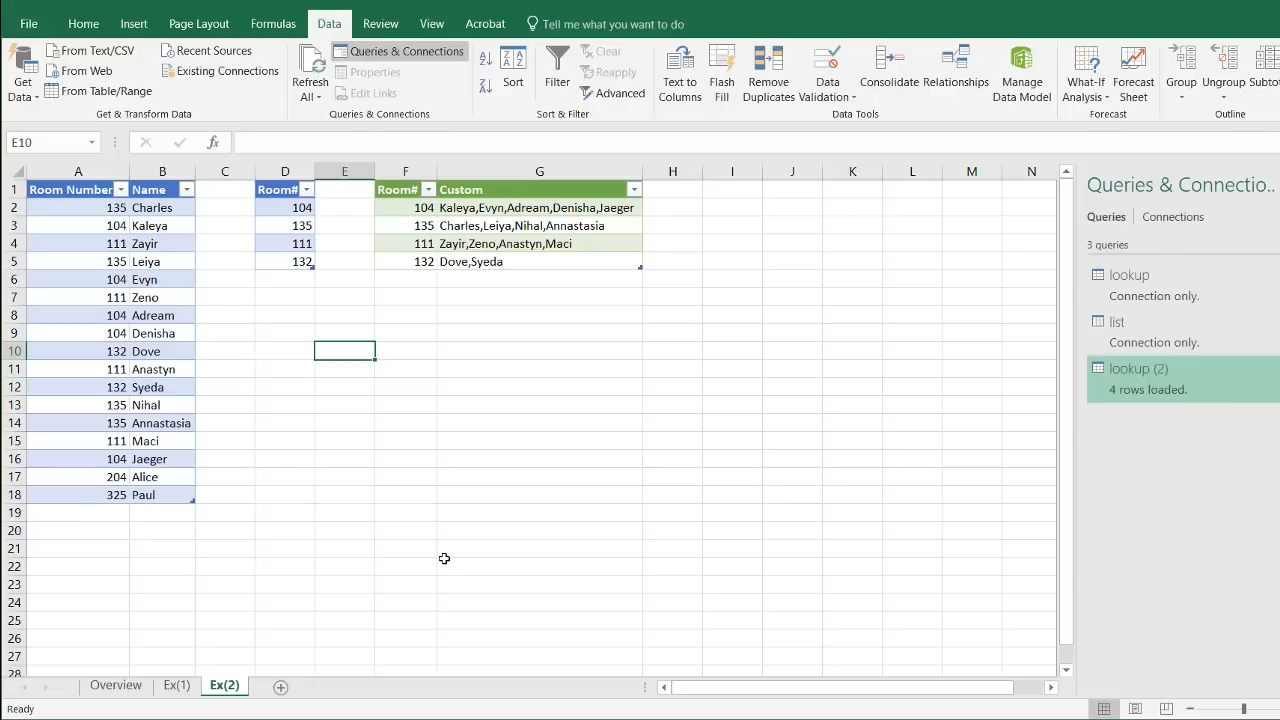 File Home Insert Page Layout Formulas Data Review View Acrobat Tell me what you want to do
Get Data
From Text/CSV
From Web
From Table/Range
Recent Sources
Existing Connections
Get & Transform Data
Refresh All
Queries & Connections
Properties
Edit Links
Queries & Connections
Sort
Filter
Clear
Reapply
Advanced
Sort & Filter
Text to Columns
Flash Fill
Remove Duplicates
Data Validation
Consolidate
Relationships
Manage Data Model
Data Tools
What-If Analysis
Forecast Sheet
Forecast
Group
Ungroup
Subto
Outline
E10 fx
A B C D E F G H I J K L M N
1 Room Number Name Room# Room# Custom
2 135 Charles 104 104 Kaleya,Evyn,Adream,Denisha,Jaeger
3 104 Kaleya 135 135 Charles,Leiya,Nihal,Annastasia
4 111 Zayir 111 111 Zayir,Zeno,Anastyn,Maci
5 135 Leiya 132 132 Dove,Syeda
6 104 Evyn
7 111 Zeno
8 104 Adream
9 104 Denisha
10 132 Dove
11 111 Anastyn
12 132 Syeda
13 135 Nihal
14 135 Annastasia
15 111 Maci
16 104 Jaeger
17 204 Alice
18 325 Paul
19
20
21
22
23
24
25
26
27
28
Queries & Connectio..
Queries Connections
3 queries
lookup
Connection only.
list
Connection only.
lookup (2)
4 rows loaded.
Overview Ex(1) Ex(2)
Ready